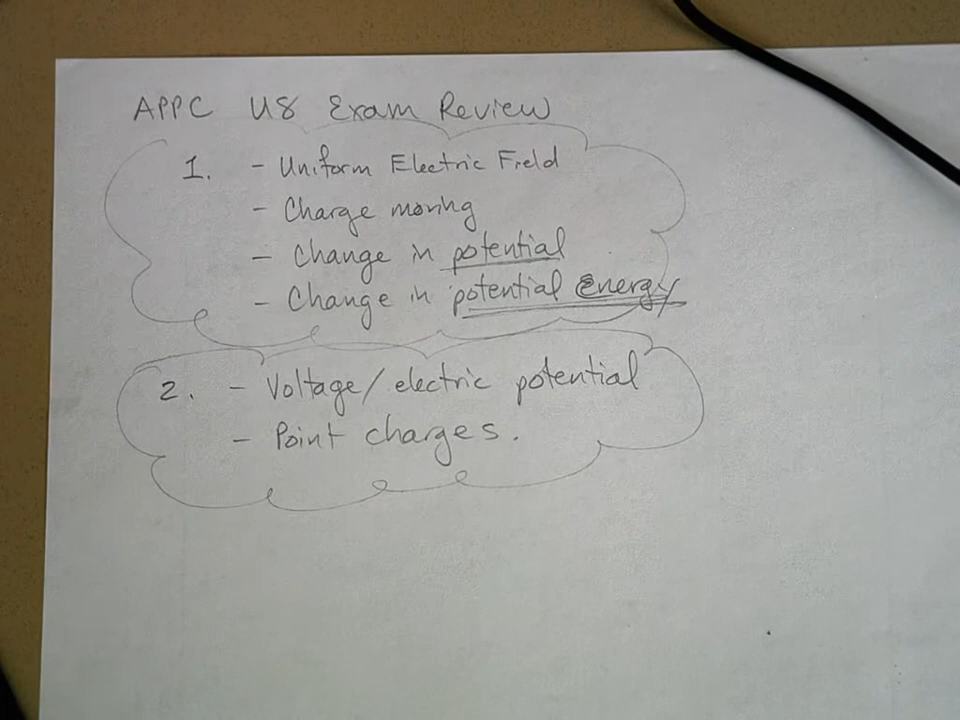 APPC U8 Exam Review
1. - Uniform Electric Field
- Charge moving
- Change in potential
- Change in potential Energy
2. - Voltage/electric potential
- Point charges.